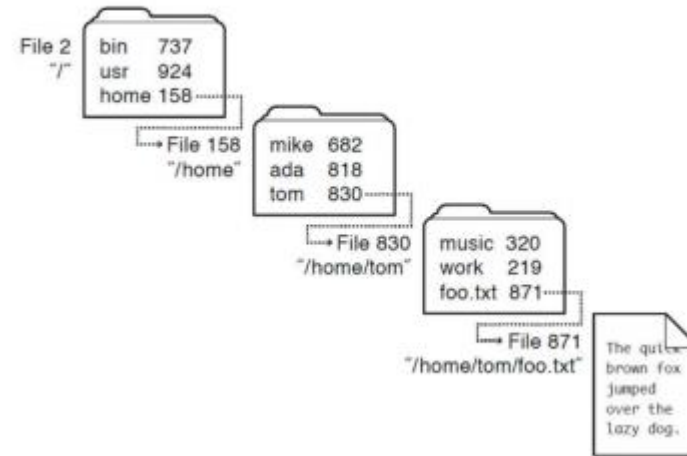 File 2
"/"
bin 737
usr 924
home 158
File 158
"/home"
mike 682
ada 818
tom 830
File 830
"/home/tom"
music 320
work 219
foo.txt 871
File 871
"/home/tom/foo.txt"
The quick
brown fox
jumped
over the
lazy dog.